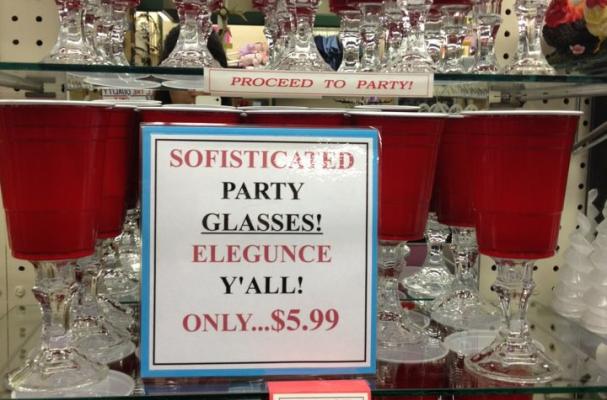 PROCEED TO PARTY!
SOFISTICATED
PARTY
GLASSES!
ELEGUNCE
Y'ALL!
ONLY...$5.99